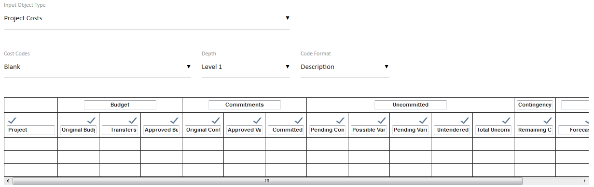 Input Object Type
Project Costs
Cost Codes Depth Code Format
Blank Level 1 Description
Budget Commitments Uncommitted Contingency
Project Original Budg Transfers Approved Bu Original Cont Approved Va Committed Pending Con Possible Var Pending Vari Untendered Total Uncomi Remaining C Forecas